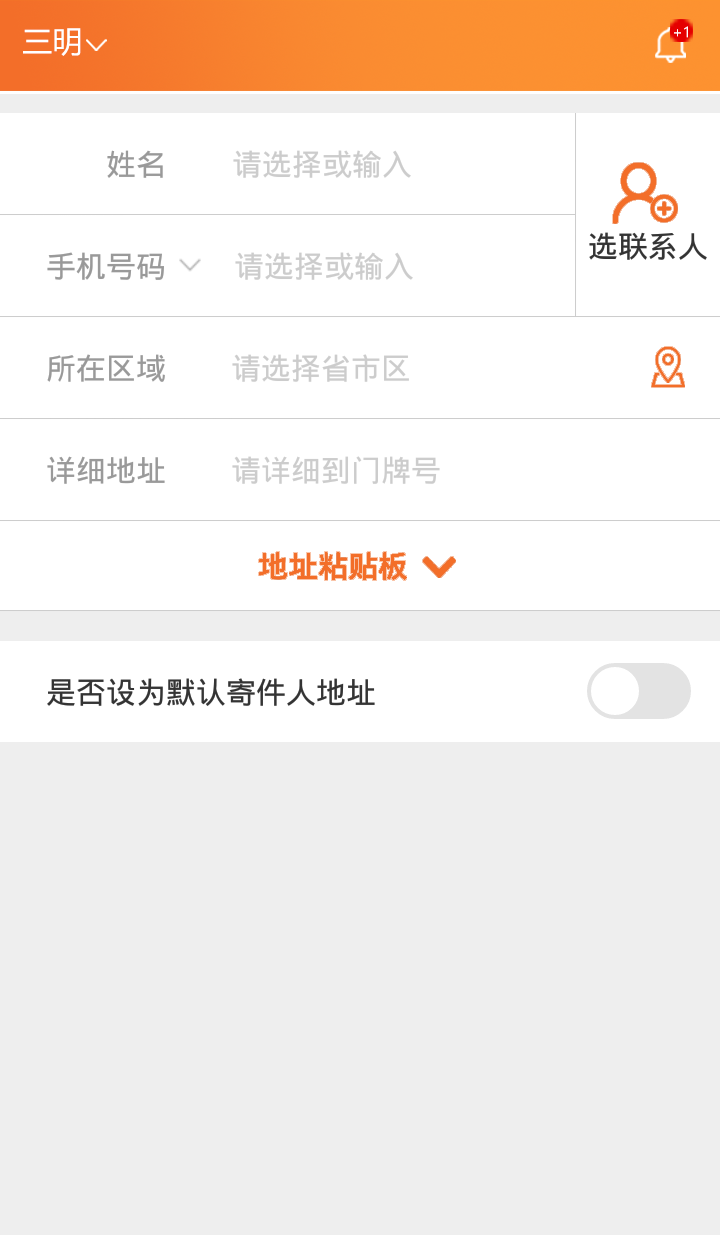 三明
+1
姓名 请选择或输入
选联系人
手机号码 请选择或输入
所在区域 请选择省市区
详细地址 请详细到门牌号
地址粘贴板
是否设为默认寄件人地址